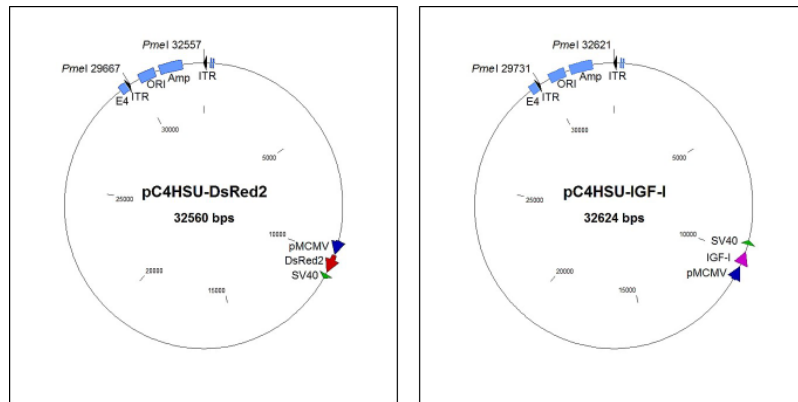 PmeI 32557
PmeI 29667
ITR
Amp
ORI
ITR
E4
30000
5000
25000
pC4HSU-DsRed2
32560 bps
10000
pMCMV
DsRed2
SV40
20000
15000
PmeI 32621
PmeI 29731
ITR
Amp
ORI
ITR
E4
30000
5000
25000
pC4HSU-IGF-I
32624 bps
10000
SV40
IGF-I
pMCMV
20000
15000